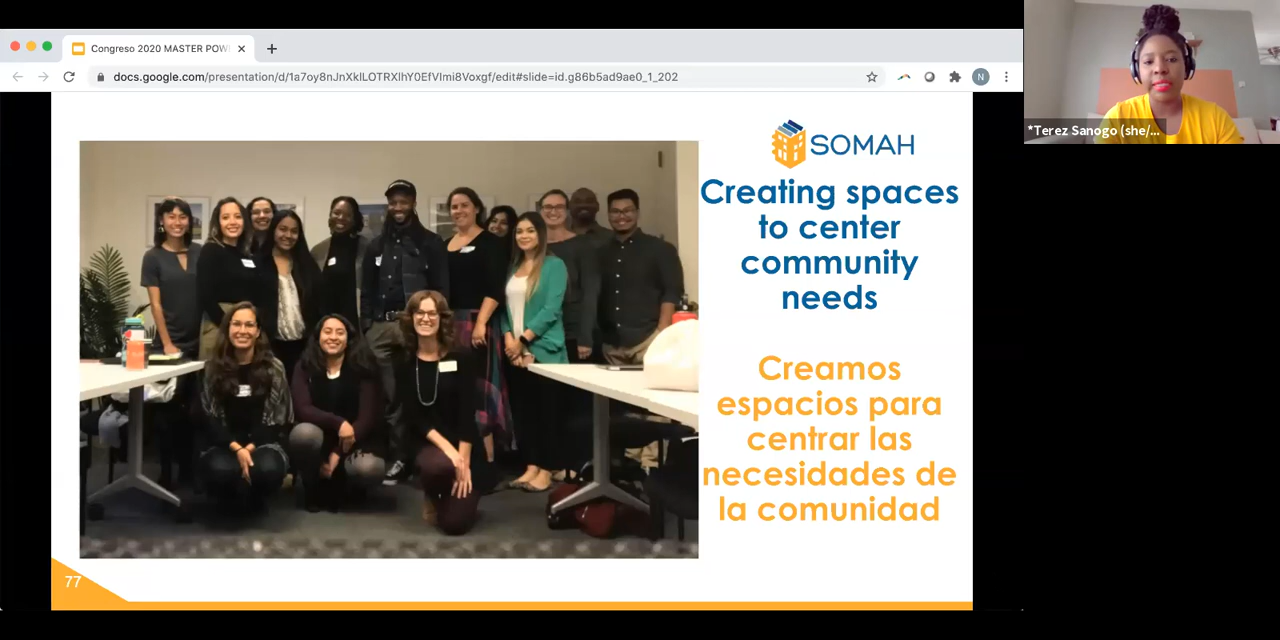 Congreso 2020 MASTER POW
docs.google.com/presentation/d/1a7oy8nJnXklLOTRXlhY0EfVlm8Voxgf/edit#slide=id.g86b5ad9ae0_1_202
N
*Terez Sanogo (she/...
SOMAH
Creating spaces
to center
community
needs
Creamos
espacios para
centrar las
necesidades de
la comunidad
77